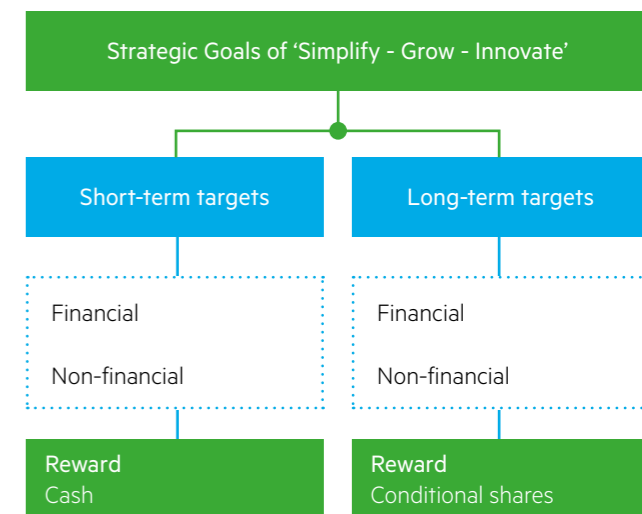 Strategic Goals of ‘Simplify - Grow - Innovate’
Short-term targets
Long-term targets
Financial
Non-financial
Financial
Non-financial
Reward
Cash
Reward
Conditional shares